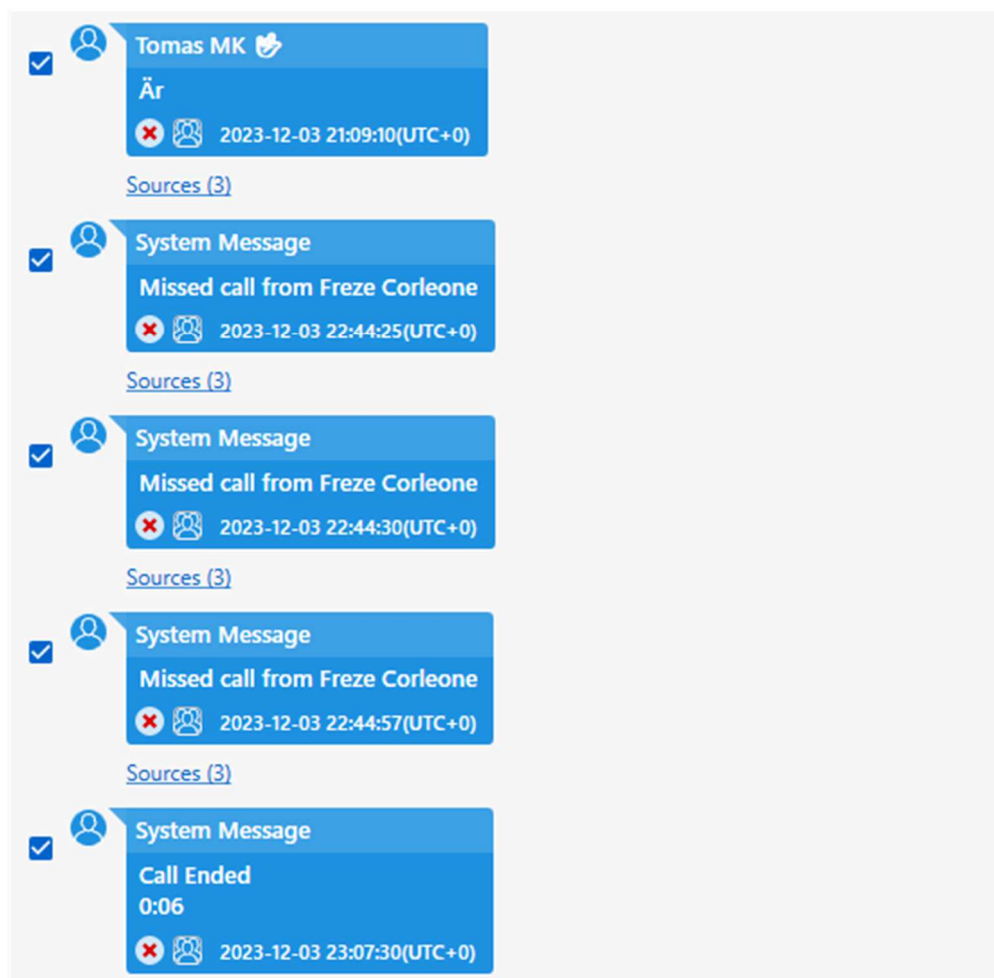 Tomas MK
Är
2023-12-03 21:09:10(UTC+0)
Sources (3)
System Message
Missed call from Freze Corleone
2023-12-03 22:44:25(UTC+0)
Sources (3)
System Message
Missed call from Freze Corleone
2023-12-03 22:44:30(UTC+0)
Sources (3)
System Message
Missed call from Freze Corleone
2023-12-03 22:44:57(UTC+0)
Sources (3)
System Message
Call Ended
0:06
2023-12-03 23:07:30(UTC+0)